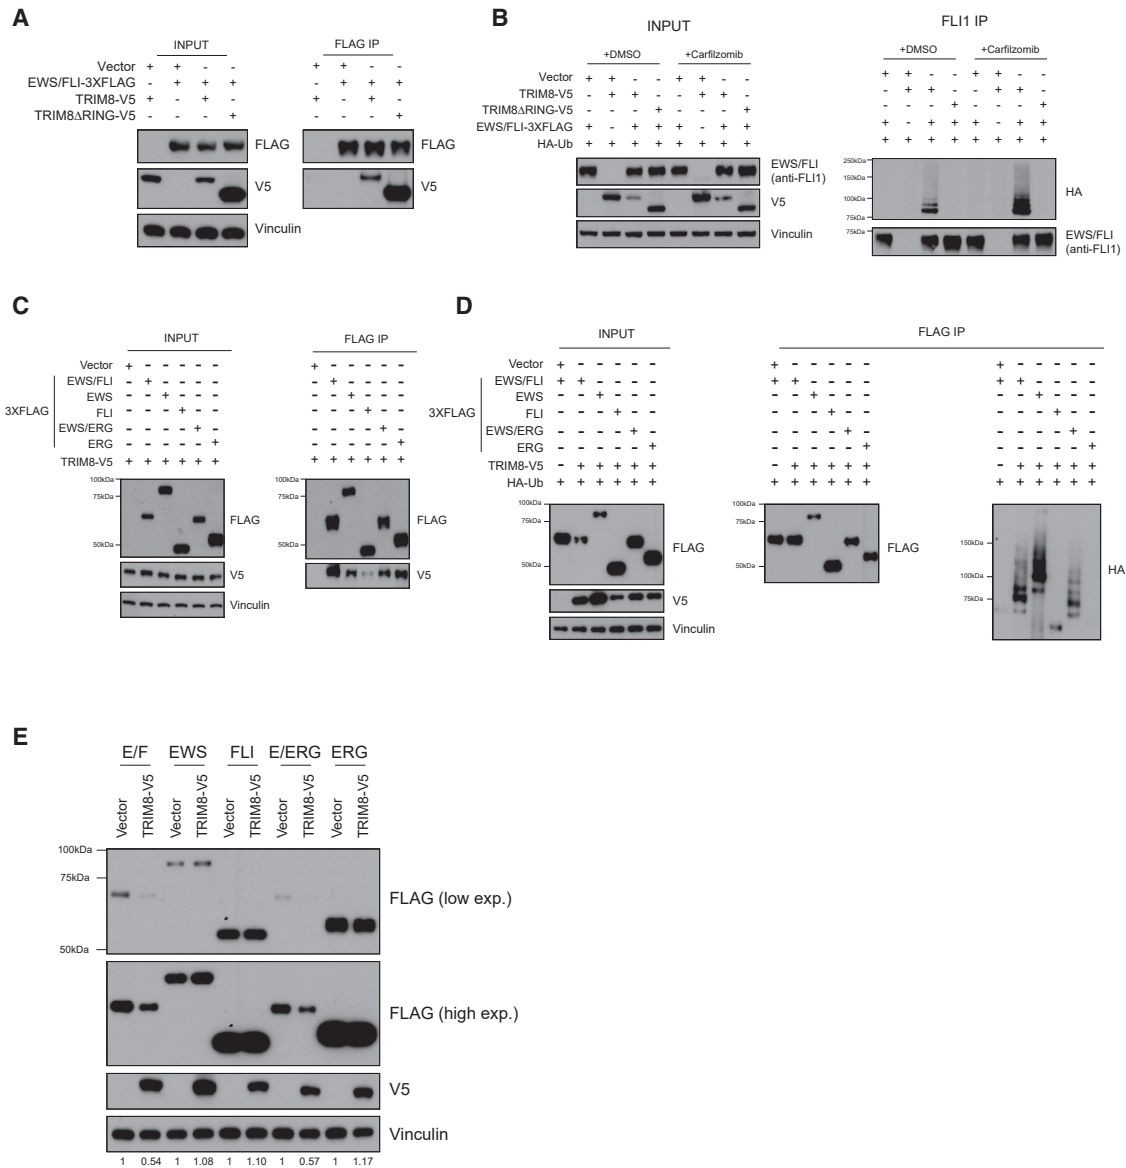 A
INPUT
FLAG IP
Vector + + - - + + - -
EWS/FLI-3XFLAG - + + + - + + +
TRIM8-V5 + - + - + - + -
TRIM8ΔRING-V5 - - - + - - - +
FLAG FLAG
V5 V5
Vinculin
B
INPUT FLI1 IP
+DMSO +Carfilzomib +DMSO +Carfilzomib
Vector + + - - + + - - + + - - + + - -
TRIM8-V5 - + + - - + + - - + + - - + + -
TRIM8ΔRING-V5 - - - + - - - + - - - + - - - +
EWS/FLI-3XFLAG + - + + + - + + + - + + + - + +
HA-Ub + + + + + + + + + + + + + + + +
EWS/FLI
(anti-FLI1)
V5
Vinculin
250kDa
150kDa
100kDa
75kDa
HA
75kDa
EWS/FLI
(anti-FLI1)
C
INPUT FLAG IP
Vector + - - - - - + - - - - -
3XFLAG
EWS/FLI - + - - - - - + - - - -
EWS - - + - - - - - + - - -
FLI - - - + - - - - - + - -
EWS/ERG - - - - + - - - - - + -
ERG - - - - - + - - - - - +
TRIM8-V5 + + + + + + + + + + + +
100kDa
75kDa
50kDa
FLAG
V5
Vinculin
100kDa
75kDa
50kDa
FLAG
V5
D
INPUT FLAG IP
Vector + - - - - - + - - - - - + - - - - -
3XFLAG
EWS/FLI + + - - - - + + - - - - + + - - - -
EWS - - + - - - - - + - - - - - + - - -
FLI - - - + - - - - - + - - - - - + - -
EWS/ERG - - - - + - - - - - + - - - - - + -
ERG - - - - - + - - - - - + - - - - - +
TRIM8-V5 - + + + + + - + + + + + - + + + + +
HA-Ub + + + + + + + + + + + + + + + + + +
100kDa
75kDa
50kDa
FLAG
V5
Vinculin
100kDa
75kDa
50kDa
FLAG
150kDa
100kDa
75kDa
HA
E
E/F EWS FLI E/ERG ERG
Vector TRIM8-V5 Vector TRIM8-V5 Vector TRIM8-V5 Vector TRIM8-V5 Vector TRIM8-V5
100kDa
75kDa
50kDa
FLAG (low exp.)
FLAG (high exp.)
V5
Vinculin
1 0.54 1 1.08 1 1.10 1 0.57 1 1.17